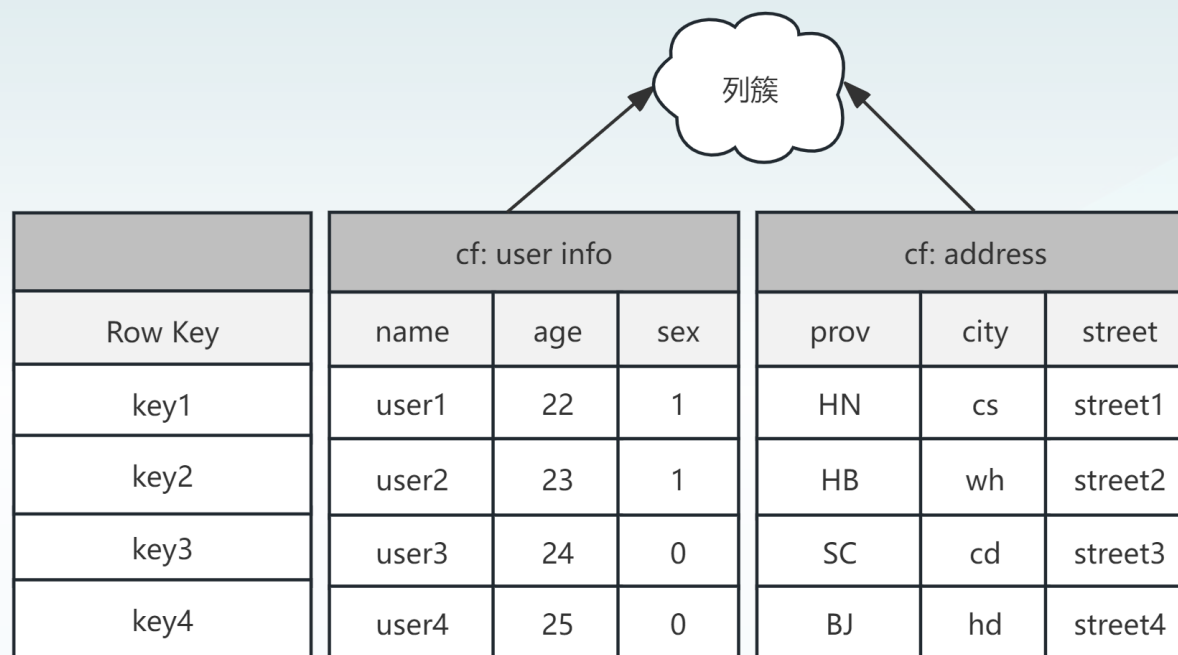 列簇
cf: user info cf: address
Row Key name age sex prov city street
key1 user1 22 1 HN cs street1
key2 user2 23 1 HB wh street2
key3 user3 24 0 SC cd street3
key4 user4 25 0 BJ hd street4